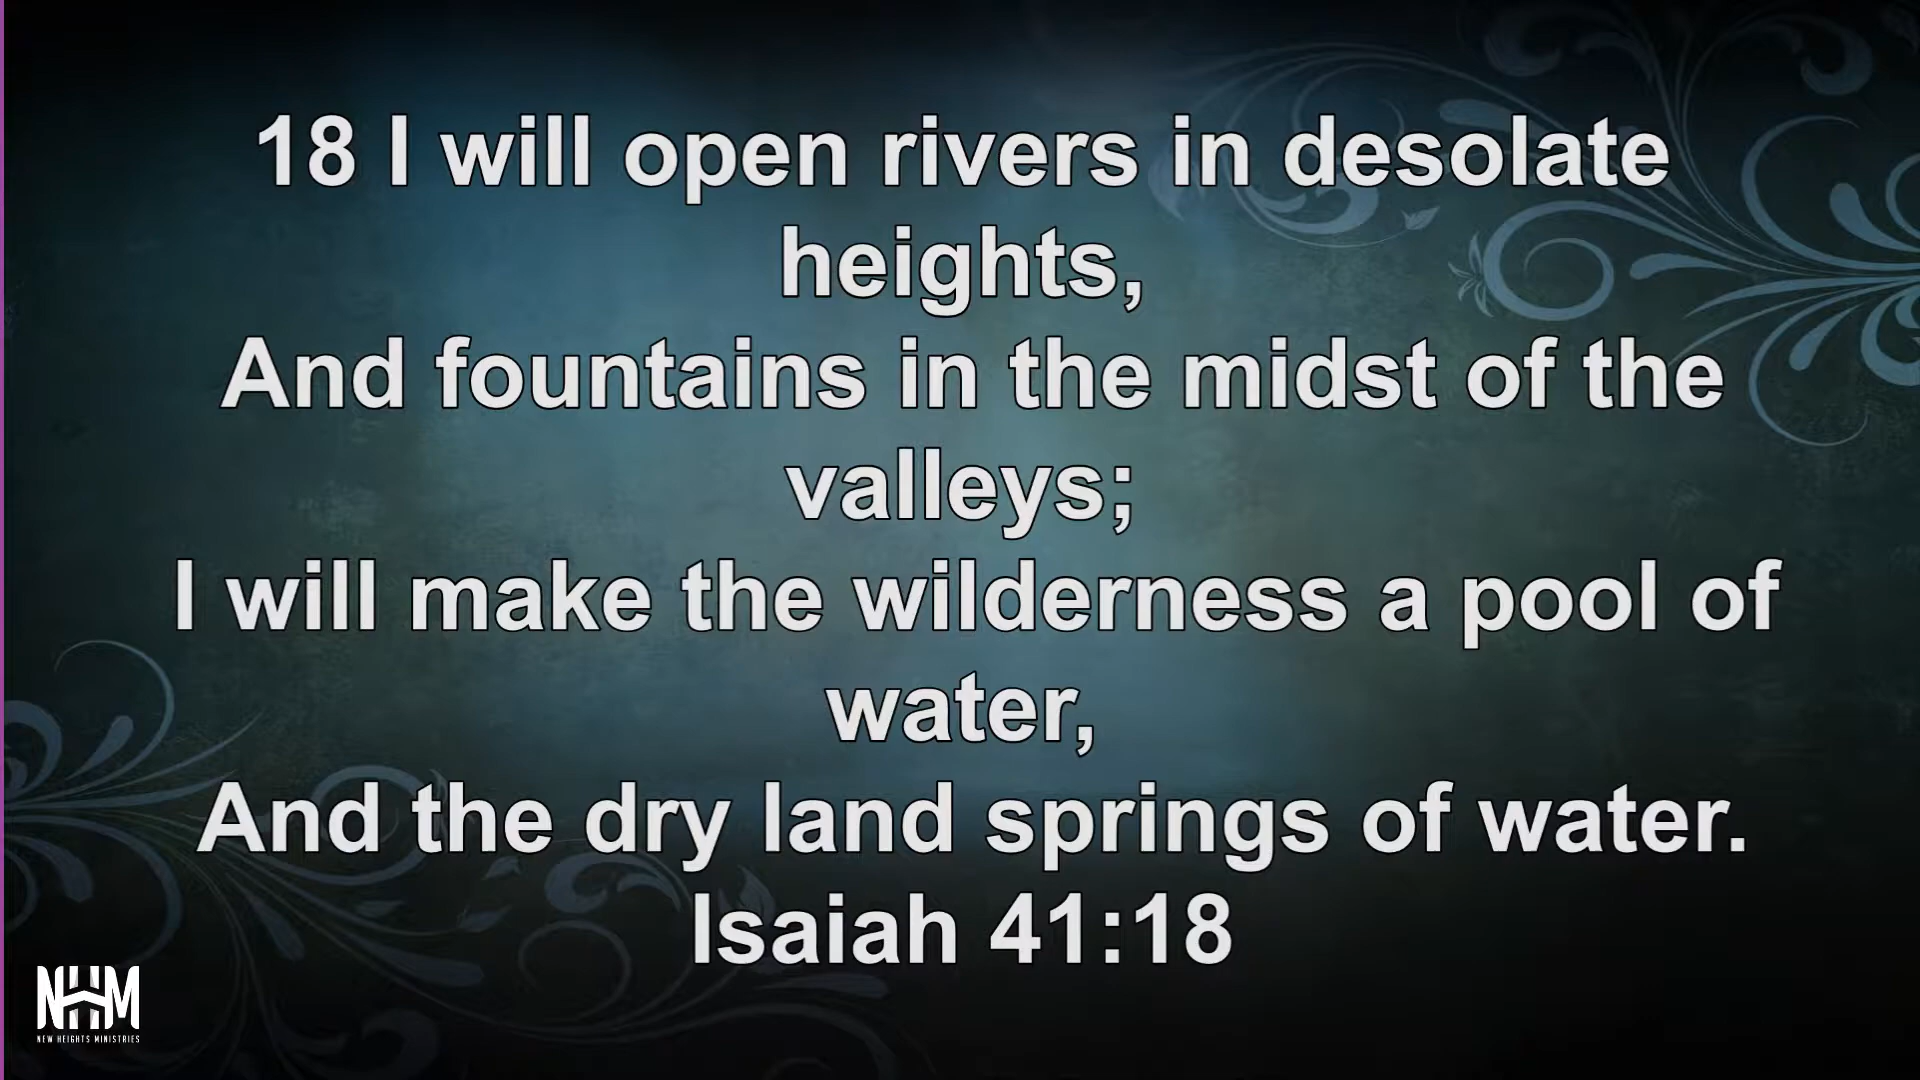 18 I will open rivers in desolate
heights,
And fountains in the midst of the
valleys;
I will make the wilderness a pool of
water,
And the dry land springs of water.
Isaiah 41:18
NHM
NEW HEIGHTS MINISTRIES